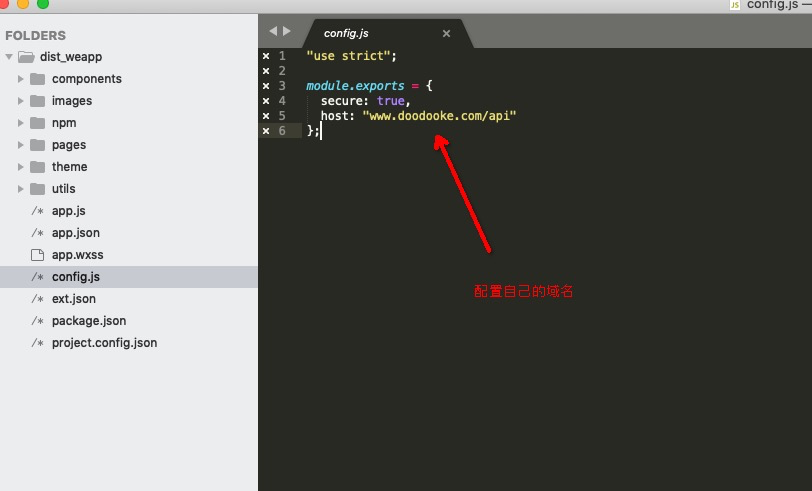 config.js —
FOLDERS
dist_weapp
components
images
npm
pages
theme
utils
/* app.js
/* app.json
app.wxss
/* config.js
/* ext.json
/* package.json
/* project.config.json
config.js ×
× 1 "use strict";
× 2
× 3 module.exports = {
× 4 secure: true,
× 5 host: "www.doodooke.com/api"
× 6 };
配置自己的域名